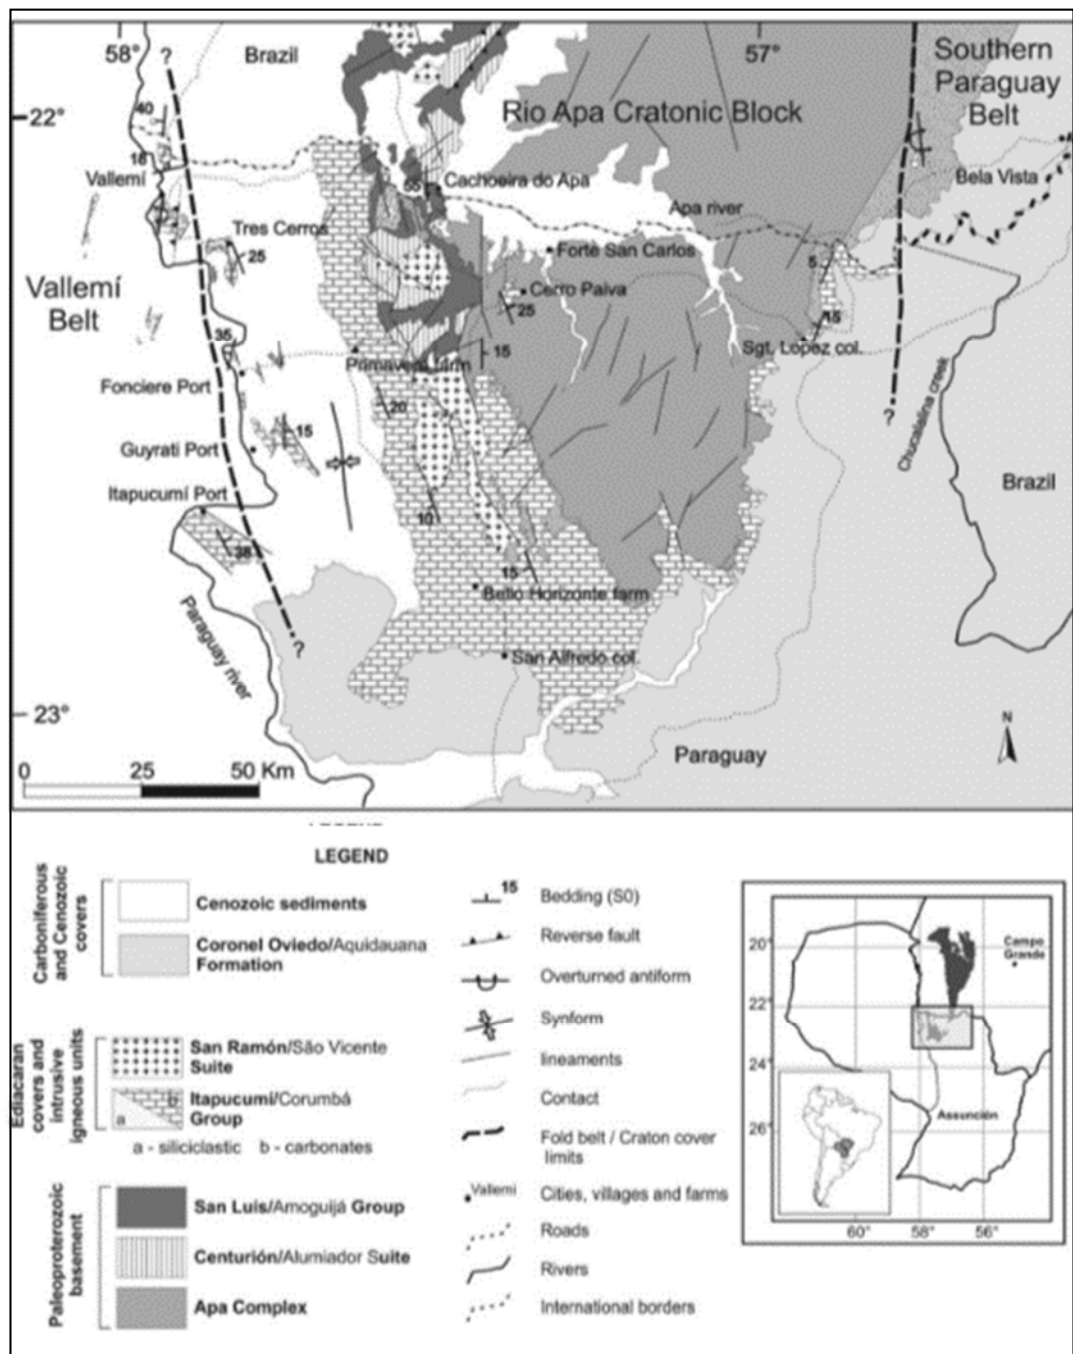 58°
?
Brazil
57°
Southern
Paraguay
Belt
22°
40
Rio Apa Cratonic Block
18
Vallemí
55
Cachoeira do Apa
Bela Vista
Apa river
Tres Cerros
25
Forte San Carlos
5
Vallemí
Belt
Cerro Paiva
25
15
35
Sgt. Lopez col.
15
Primavera farm
Fonciere Port
20
?
Chucalelina creek
15
Guyrati Port
Brazil
Itapucumí Port
10
38
15
Bello Horizonte farm
Paraguay river
?
San Alfredo col.
23°
N
Paraguay
0 25 50 Km
LEGEND
Carboniferous
and Cenozoic
covers
Cenozoic sediments
Coronel Oviedo/Aquidauana
Formation
Ediacaran
covers and
intrusive
igneous units
San Ramón/São Vicente
Suite
a b
Itapucumí/Corumbá
Group
a - siliciclastic b - carbonates
Paleoproterozoic
basement
San Luis/Amoguijá Group
Centurión/Alumiador Suite
Apa Complex
15
Bedding (S0)
Reverse fault
Overturned antiform
Synform
lineaments
Contact
Fold belt / Craton cover
limits
Vallemi
Cities, villages and farms
Roads
Rivers
International borders
20°
Campo
Grande
22°
24°
Assunción
26°
60° 58° 56°